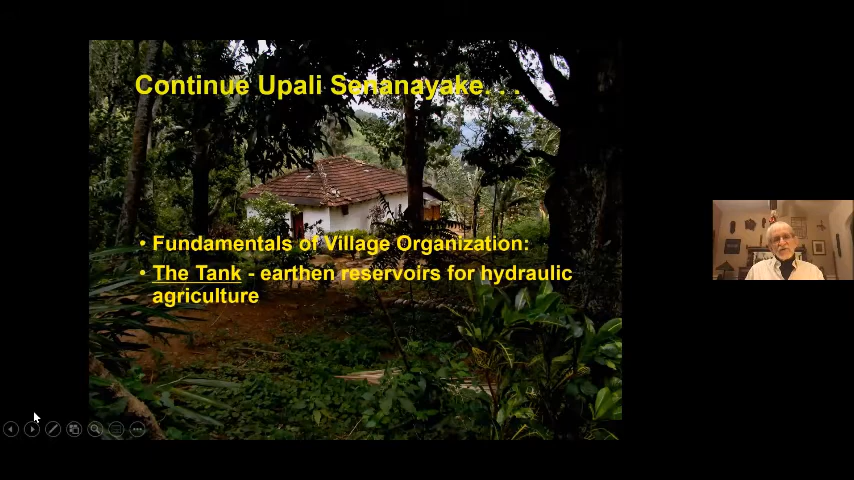 Continue Upali Senanayake. . .
• Fundamentals of Village Organization:
• The Tank - earthen reservoirs for hydraulic
agriculture